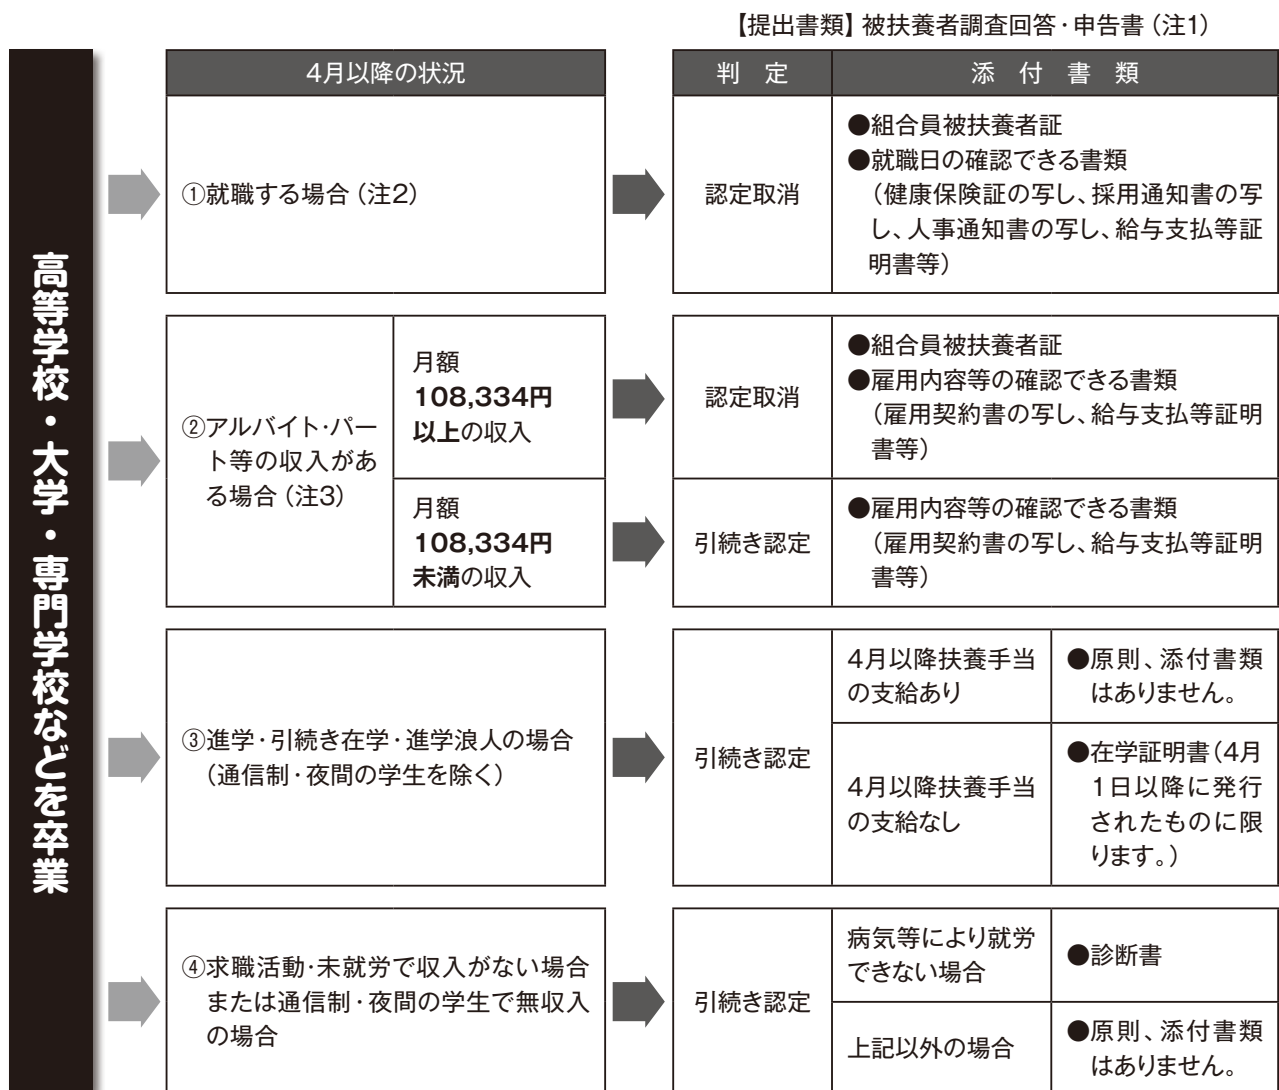 【提出書類】被扶養者調査回答・申告書（注1）
高等学校・大学・専門学校などを卒業
4月以降の状況
判 定
添 付 書 類
①就職する場合（注2）
認定取消
●組合員被扶養者証
●就職日の確認できる書類
（健康保険証の写し、採用通知書の写
し、人事通知書の写し、給与支払等証
明書等）
②アルバイト・パー
ト等の収入があ
る場合（注3）
月額
108,334円
以上の収入
認定取消
●組合員被扶養者証
●雇用内容等の確認できる書類
（雇用契約書の写し、給与支払等証明
書等）
月額
108,334円
未満の収入
引続き認定
●雇用内容等の確認できる書類
（雇用契約書の写し、給与支払等証明
書等）
③進学・引続き在学・進学浪人の場合
（通信制・夜間の学生を除く）
引続き認定
4月以降扶養手当
の支給あり
●原則、添付書類
はありません。
4月以降扶養手当
の支給なし
●在学証明書（4月
1日以降に発行
されたものに限
ります。）
④求職活動・未就労で収入がない場合
または通信制・夜間の学生で無収入
の場合
引続き認定
病気等により就労
できない場合
●診断書
上記以外の場合
●原則、添付書類
はありません。